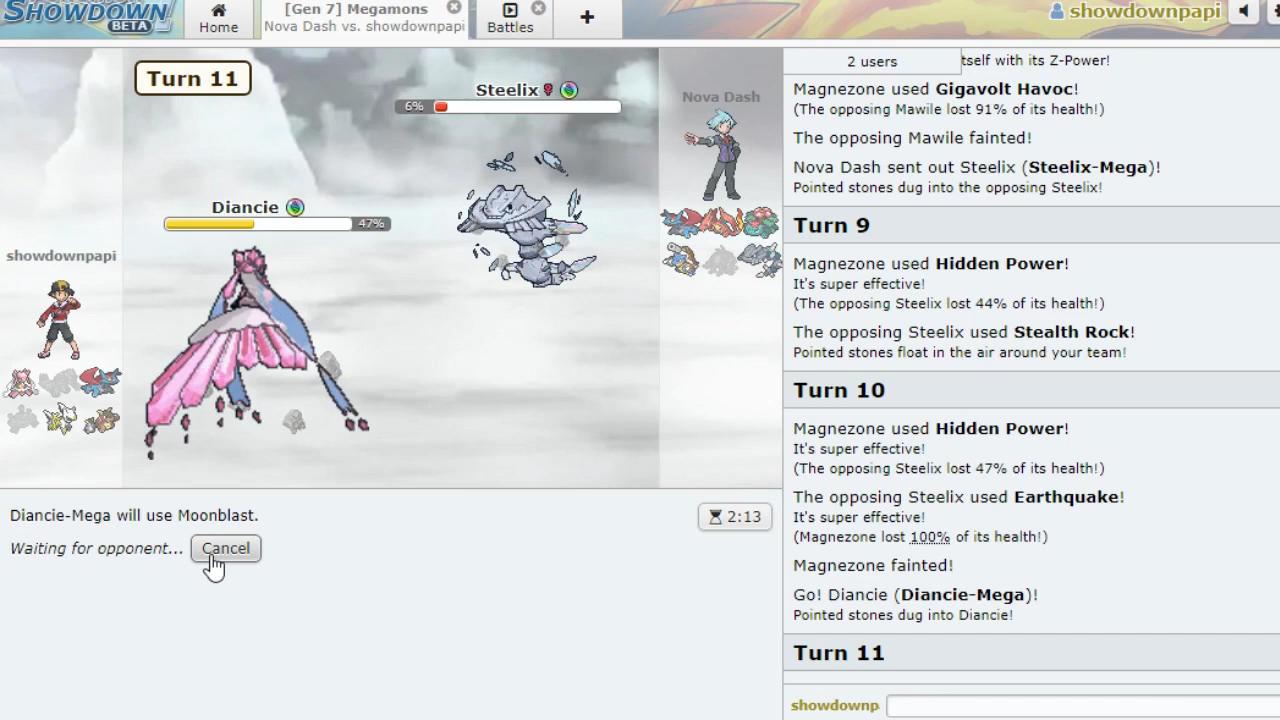 SHOWDOWN
BETA
Home
[Gen 7] Megamons
Nova Dash vs. showdownpapi
Battles
+
showdownpapi
Turn 11
Steelix
6%
Nova Dash
Diancie
47%
showdownpapi
Diancie-Mega will use Moonblast.
2:13
Waiting for opponent... Cancel
2 users
tself with its Z-Power!
Magnezone used Gigavolt Havoc!
(The opposing Mawile lost 91% of its health!)
The opposing Mawile fainted!
Nova Dash sent out Steelix (Steelix-Mega)!
Pointed stones dug into the opposing Steelix!
Turn 9
Magnezone used Hidden Power!
It's super effective!
(The opposing Steelix lost 44% of its health!)
The opposing Steelix used Stealth Rock!
Pointed stones float in the air around your team!
Turn 10
Magnezone used Hidden Power!
It's super effective!
(The opposing Steelix lost 47% of its health!)
The opposing Steelix used Earthquake!
It's super effective!
(Magnezone lost 100% of its health!)
Magnezone fainted!
Go! Diancie (Diancie-Mega)!
Pointed stones dug into Diancie!
Turn 11
showdownp